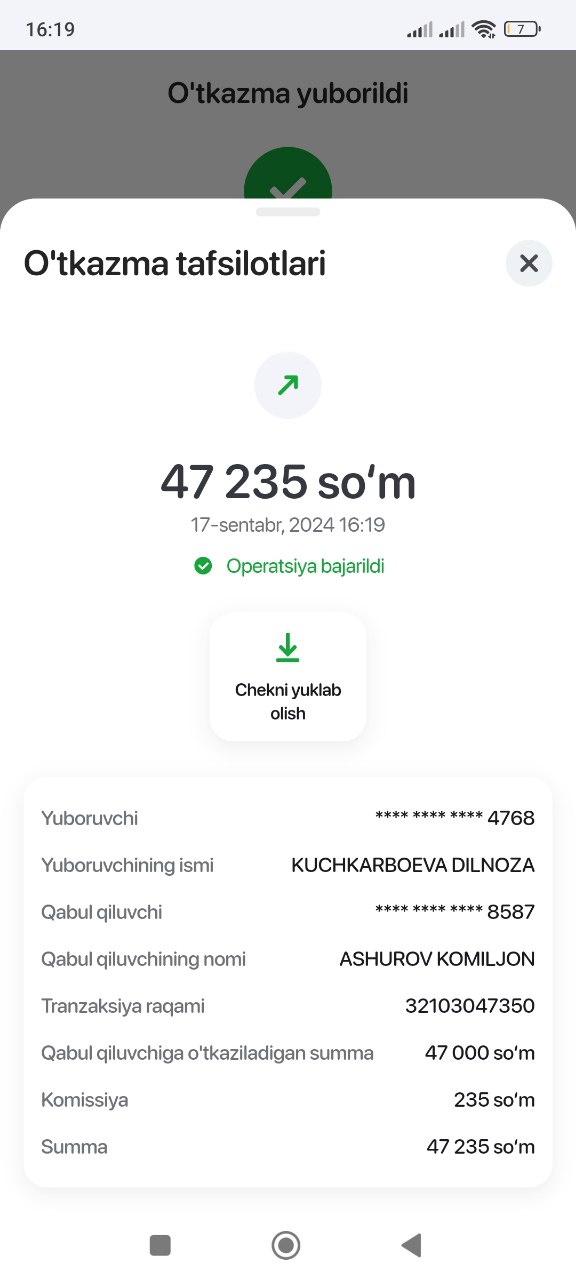 16:19
7
O'tkazma yuborildi
O'tkazma tafsilotlari
47 235 so‘m
17-sentabr, 2024 16:19
Operatsiya bajarildi
Chekni yuklab
olish
Yuboruvchi **** **** **** 4768
Yuboruvchining ismi KUCHKARBOEVA DILNOZA
Qabul qiluvchi **** **** **** 8587
Qabul qiluvchining nomi ASHUROV KOMILJON
Tranzaksiya raqami 32103047350
Qabul qiluvchiga o'tkaziladigan summa 47 000 so‘m
Komissiya 235 so‘m
Summa 47 235 so‘m